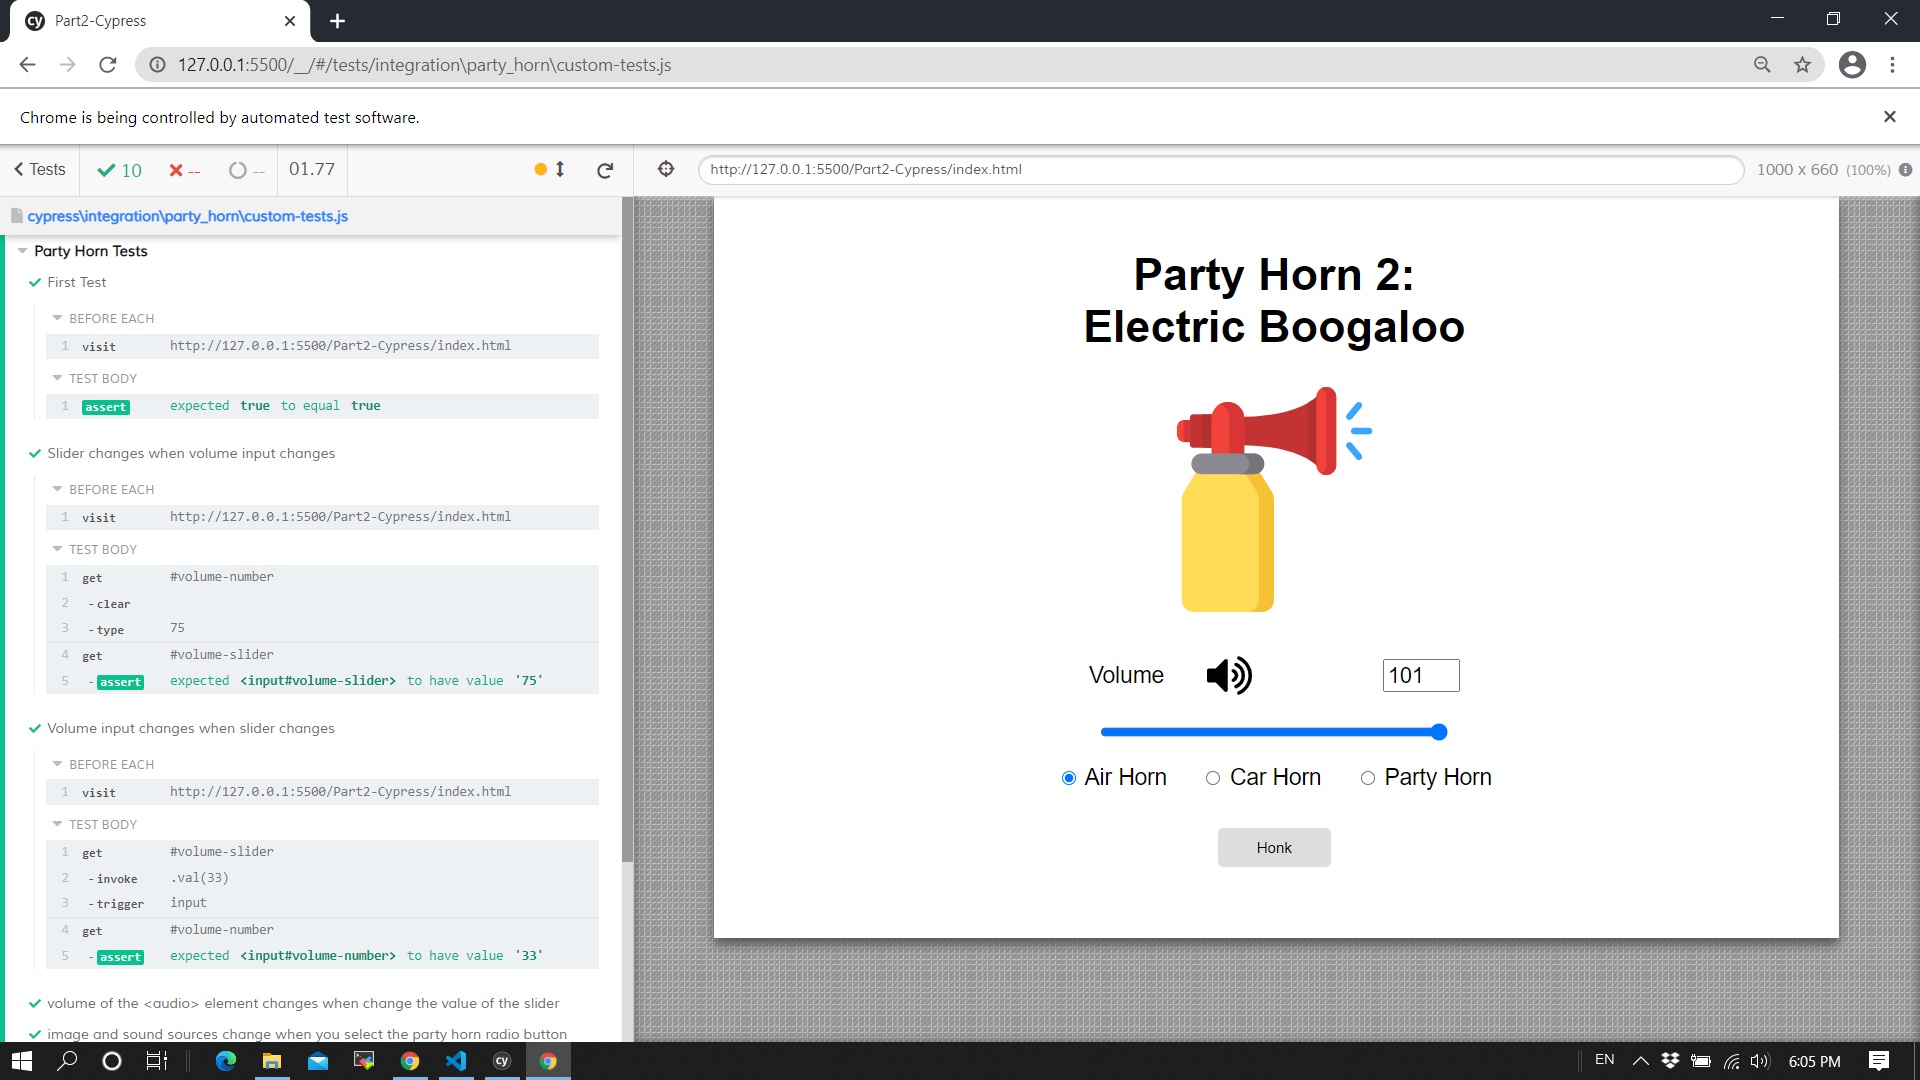 Part2-Cypress
127.0.0.1:5500/__/#/tests/integration\party_horn\custom-tests.js
Chrome is being controlled by automated test software.
Tests 10 -- -- 01.77
http://127.0.0.1:5500/Part2-Cypress/index.html 1000 x 660 (100%)
cypress\integration\party_horn\custom-tests.js
Party Horn Tests
First Test
BEFORE EACH
1 visit http://127.0.0.1:5500/Part2-Cypress/index.html
TEST BODY
1 assert expected true to equal true
Slider changes when volume input changes
BEFORE EACH
1 visit http://127.0.0.1:5500/Part2-Cypress/index.html
TEST BODY
1 get #volume-number
2 -clear
3 -type 75
4 get #volume-slider
5 -assert expected <input#volume-slider> to have value '75'
Volume input changes when slider changes
BEFORE EACH
1 visit http://127.0.0.1:5500/Part2-Cypress/index.html
TEST BODY
1 get #volume-slider
2 -invoke .val(33)
3 -trigger input
4 get #volume-number
5 -assert expected <input#volume-number> to have value '33'
volume of the <audio> element changes when change the value of the slider
image and sound sources change when you select the party horn radio button
Party Horn 2:
Electric Boogaloo
Volume 101
Air Horn Car Horn Party Horn
Honk
EN 6:05 PM